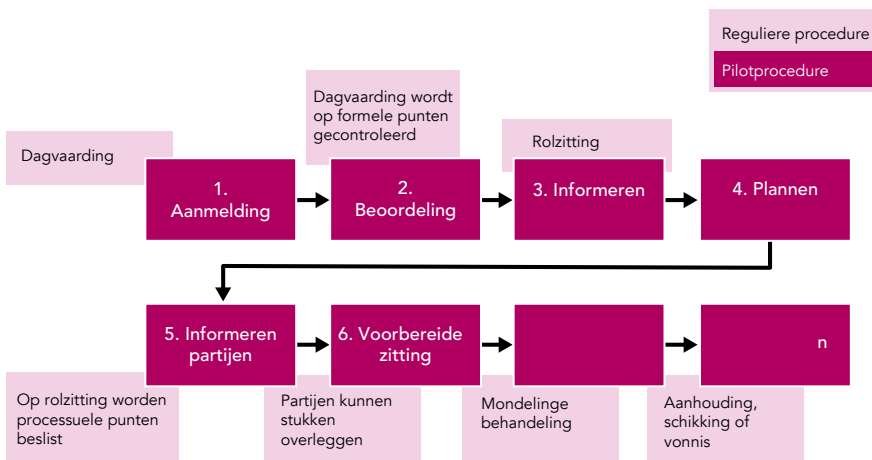 Reguliere procedure
Pilotprocedure
Dagvaarding
Dagvaarding wordt
op formele punten
gecontroleerd
Rolzitting
1.
Aanmelding
2.
Beoordeling
3. Informeren
4. Plannen
5. Informeren
partijen
6. Voorbereide
zitting
n
Op rolzitting worden
processuele punten
beslist
Partijen kunnen
stukken
overleggen
Mondelinge
behandeling
Aanhouding,
schikking of
vonnis